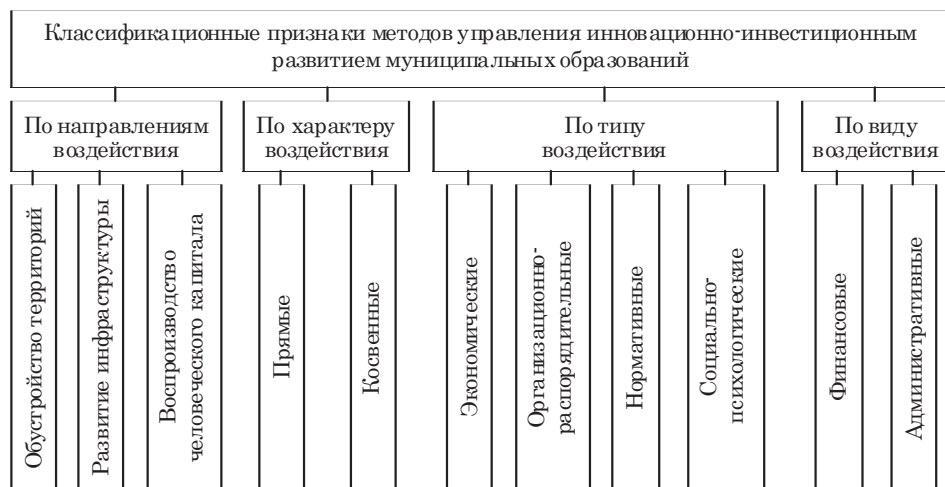 Классификационные признаки методов управления инновационно-инвестиционным
развитием муниципальных образований
По направлениям
воздействия
По характеру
воздействия
По типу
воздействия
По виду
воздействия
Обустройство территорий
Развитие инфраструктуры
Воспроизводство
человеческого капитала
Прямые
Косвенные
Экономические
Организационно-
распорядительные
Нормативные
Социально-
психологические
Финансовые
Административные